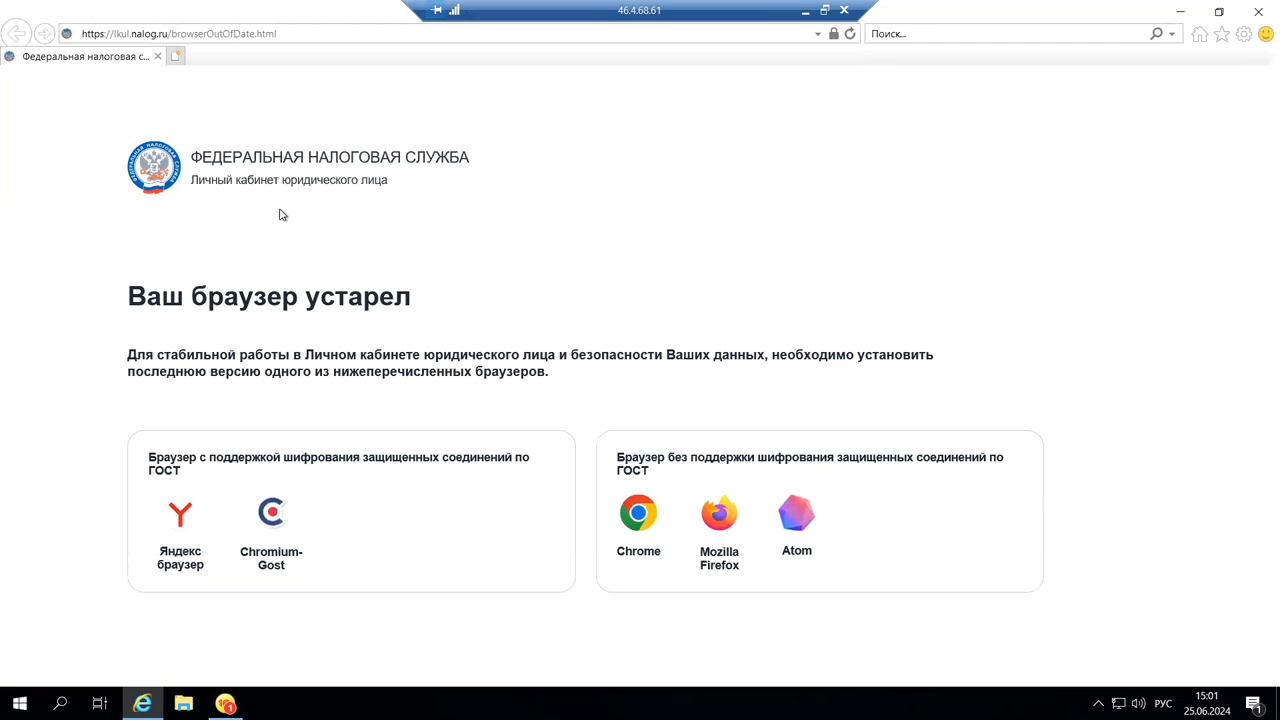 46.4.68.61
https://lkul.nalog.ru/browserOutOfDate.html
Поиск...
Федеральная налоговая с...
ФЕДЕРАЛЬНАЯ НАЛОГОВАЯ СЛУЖБА
Личный кабинет юридического лица
Ваш браузер устарел
Для стабильной работы в Личном кабинете юридического лица и безопасности Ваших данных, необходимо установить
последнюю версию одного из нижеперечисленных браузеров.
Браузер с поддержкой шифрования защищенных соединений по
ГОСТ
Яндекс
браузер
Chromium-
Gost
Браузер без поддержки шифрования защищенных соединений по
ГОСТ
Chrome
Mozilla
Firefox
Atom
1
РУС
15:01
25.06.2024
1